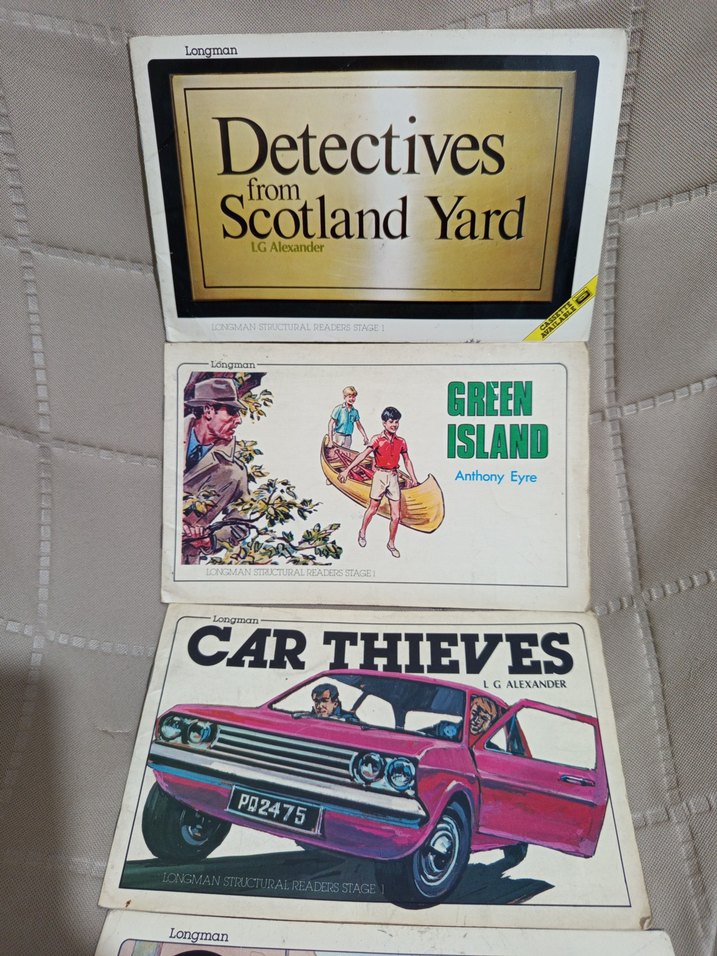 Longman
Detectives
from
Scotland Yard
LG Alexander
CASSETTE
AVAILABLE
LONGMAN STRUCTURAL READERS STAGE 1
Longman
GREEN
ISLAND
Anthony Eyre
LONGMAN STRUCTURAL READERS STAGE 1
Longman
CAR THIEVES
L G ALEXANDER
PQ2475
LONGMAN STRUCTURAL READERS STAGE 1
Longman